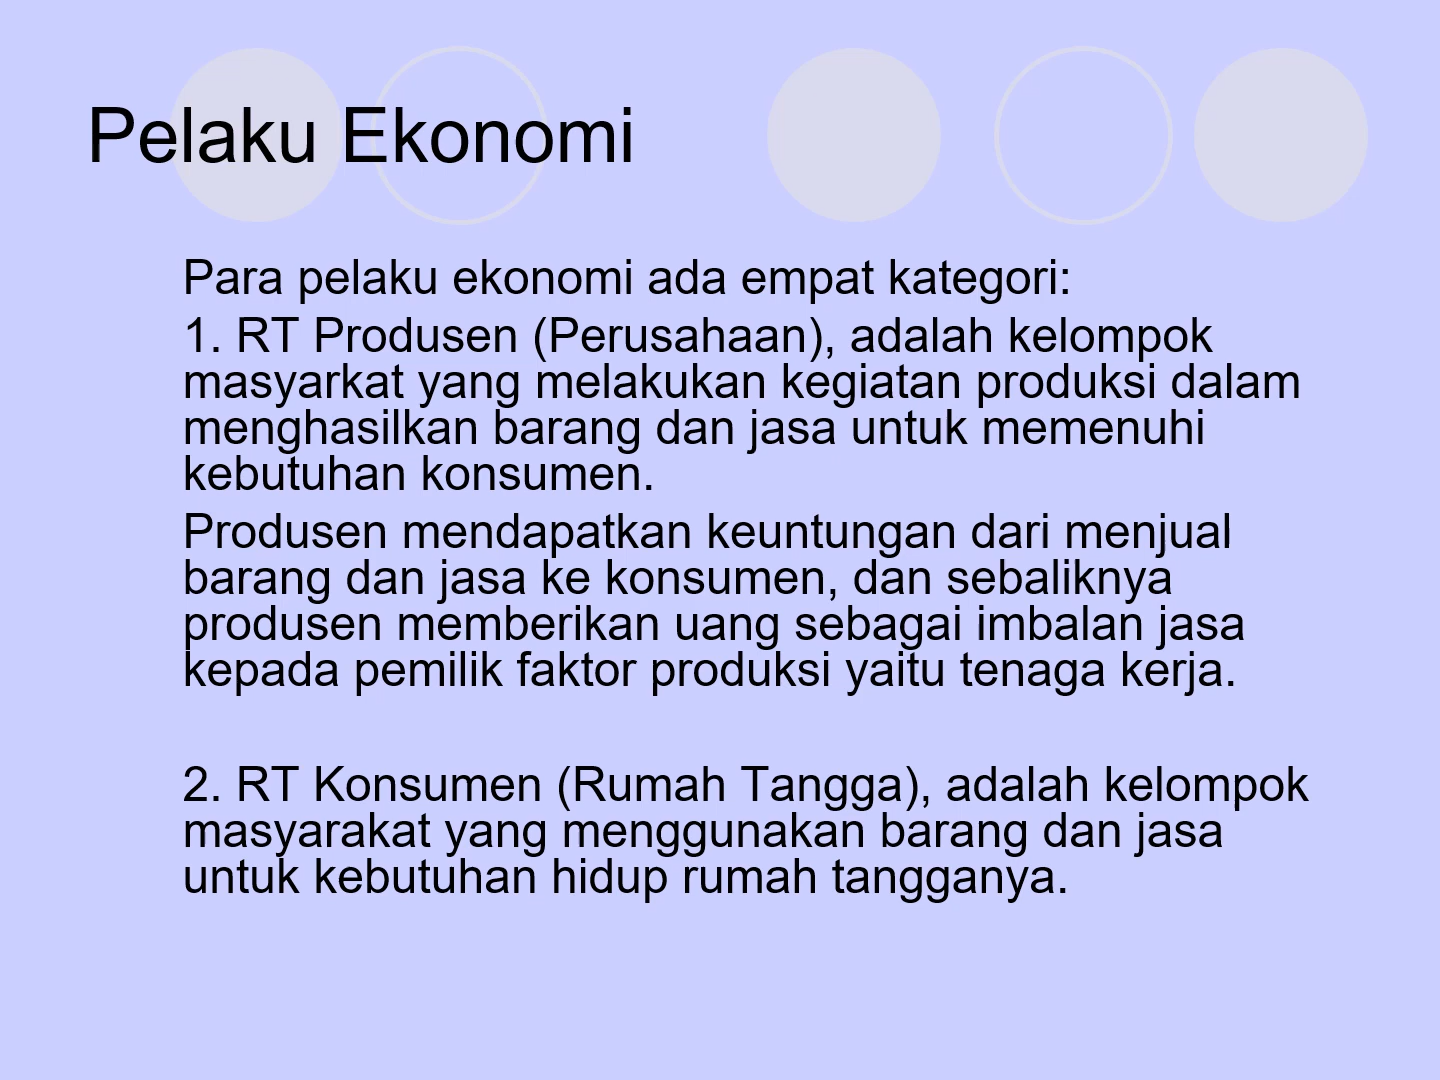 Pelaku Ekonomi
Para pelaku ekonomi ada empat kategori:
1. RT Produsen (Perusahaan), adalah kelompok
masyarkat yang melakukan kegiatan produksi dalam
menghasilkan barang dan jasa untuk memenuhi
kebutuhan konsumen.
Produsen mendapatkan keuntungan dari menjual
barang dan jasa ke konsumen, dan sebaliknya
produsen memberikan uang sebagai imbalan jasa
kepada pemilik faktor produksi yaitu tenaga kerja.
2. RT Konsumen (Rumah Tangga), adalah kelompok
masyarakat yang menggunakan barang dan jasa
untuk kebutuhan hidup rumah tangganya.